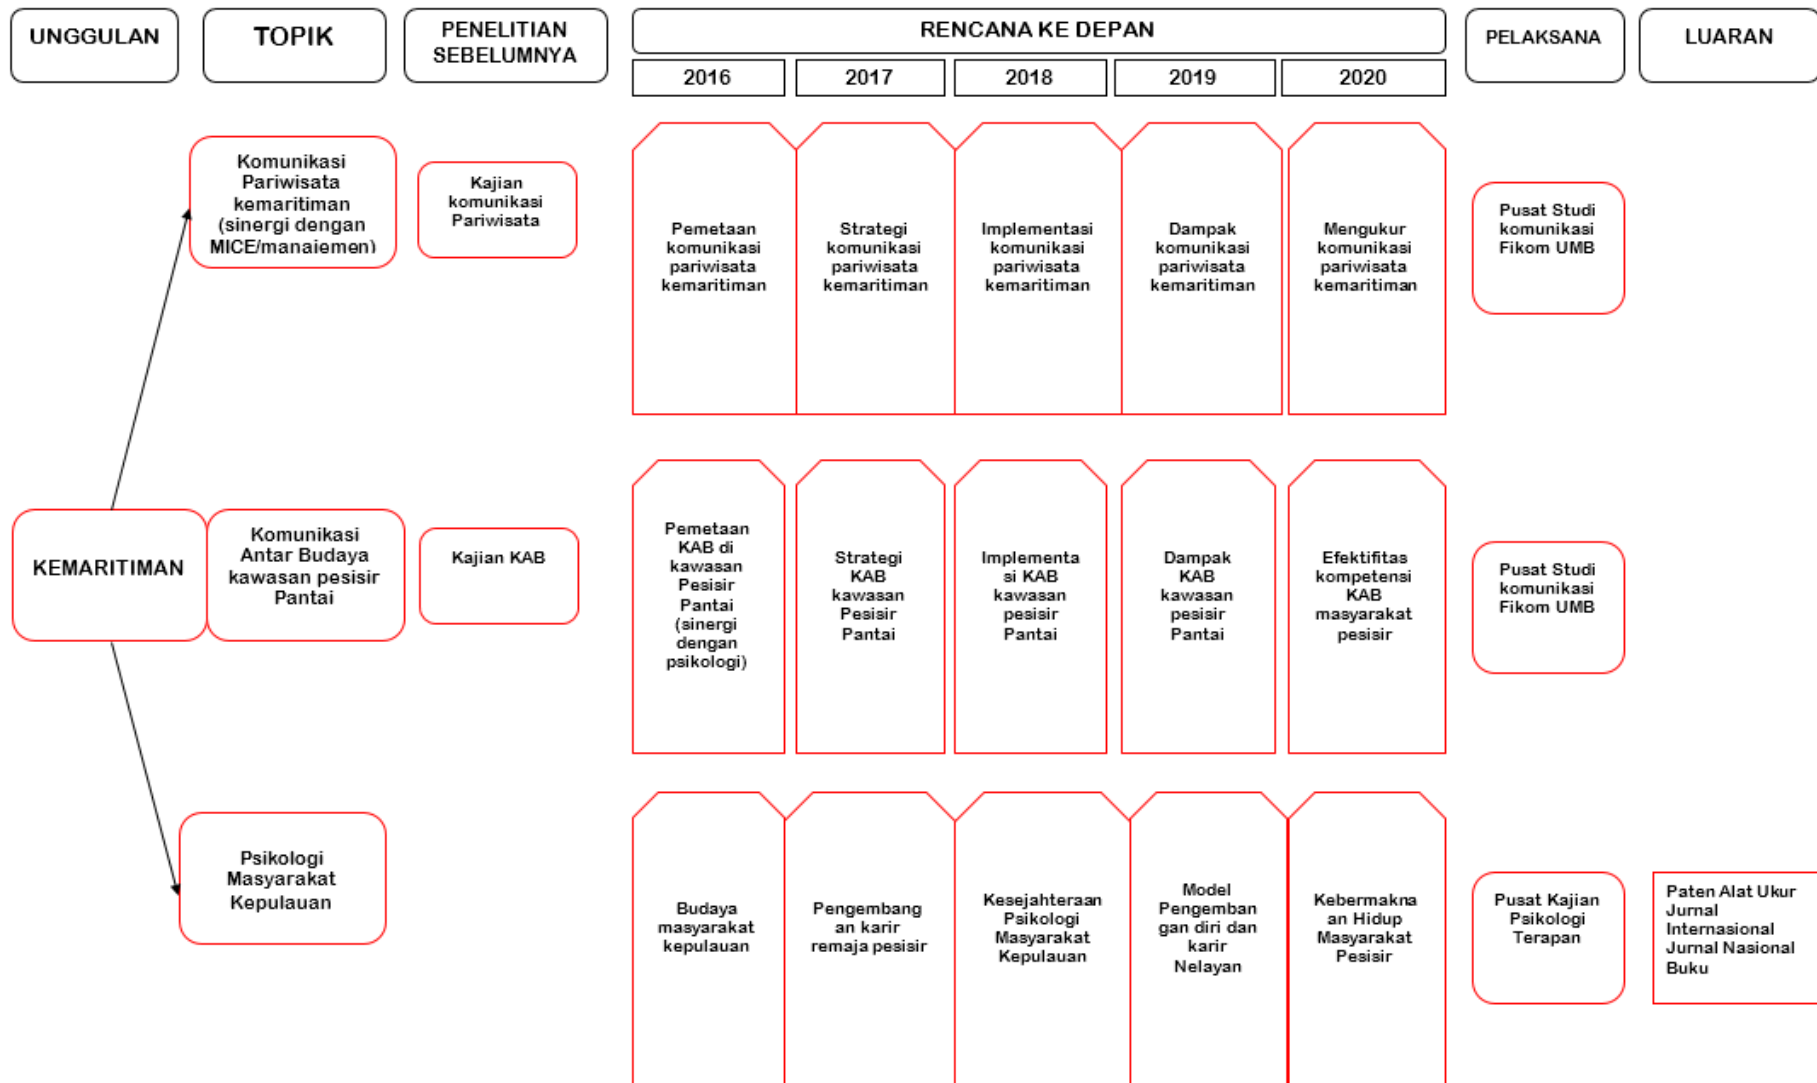 UNGGULAN
TOPIK
PENELITIAN
SEBELUMNYA
RENCANA KE DEPAN
PELAKSANA
LUARAN
2016
2017
2018
2019
2020
Komunikasi
Pariwisata
kemaritiman
(sinergi dengan
MICE/manajemen)
Kajian
komunikasi
Pariwisata
Pemetaan
komunikasi
pariwisata
kemaritiman
Strategi
komunikasi
pariwisata
kemaritiman
Implementasi
komunikasi
pariwisata
kemaritiman
Dampak
komunikasi
pariwisata
kemaritiman
Mengukur
komunikasi
pariwisata
kemaritiman
Pusat Studi
komunikasi
Fikom UMB
KEMARITIMAN
Komunikasi
Antar Budaya
kawasan pesisir
Pantai
Kajian KAB
Pemetaan
KAB di
kawasan
Pesisir
Pantai
(sinergi
dengan
psikologi)
Strategi
KAB
kawasan
Pesisir
Pantai
Implementa
si KAB
kawasan
pesisir
Pantai
Dampak
KAB
kawasan
pesisir
Pantai
Efektifitas
kompetensi
KAB
masyarakat
pesisir
Pusat Studi
komunikasi
Fikom UMB
Psikologi
Masyarakat
Kepulauan
Budaya
masyarakat
kepulauan
Pengembang
an karir
remaja pesisir
Kesejahteraan
Psikologi
Masyarakat
Kepulauan
Model
Pengemban
gan diri dan
karir
Nelayan
Kebermakna
an Hidup
Masyarakat
Pesisir
Pusat Kajian
Psikologi
Terapan
Paten Alat Ukur
Jurnal
Internasional
Jurnal Nasional
Buku